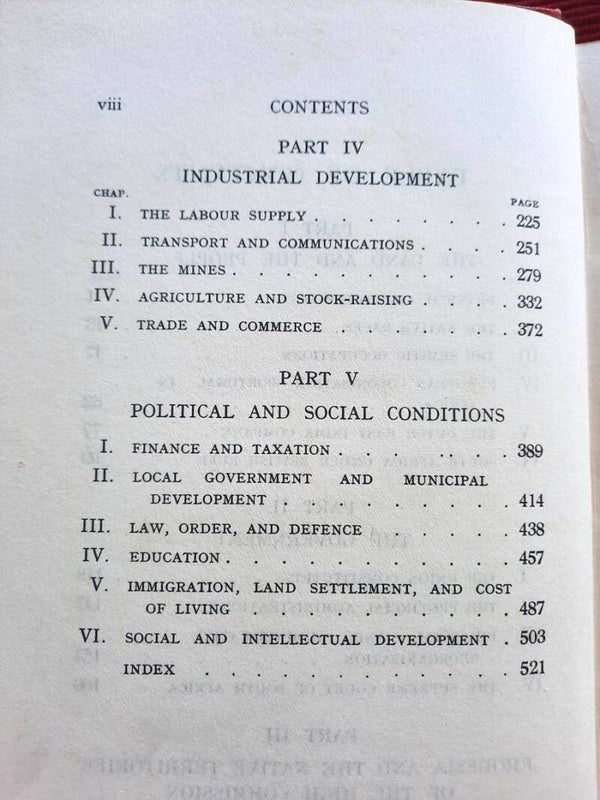 viii CONTENTS
PART IV
INDUSTRIAL DEVELOPMENT
CHAP. PAGE
I. THE LABOUR SUPPLY . . . . . . . . 225
II. TRANSPORT AND COMMUNICATIONS . . . . 251
III. THE MINES . . . . . . . . . . 279
IV. AGRICULTURE AND STOCK-RAISING . . . . 332
V. TRADE AND COMMERCE . . . . . . . 372
PART V
POLITICAL AND SOCIAL CONDITIONS
I. FINANCE AND TAXATION . . . . . . . 389
II. LOCAL GOVERNMENT AND MUNICIPAL
DEVELOPMENT . . . . . . . . . 414
III. LAW, ORDER, AND DEFENCE . . . . . . 438
IV. EDUCATION . . . . . . . . . . 457
V. IMMIGRATION, LAND SETTLEMENT, AND COST
OF LIVING . . . . . . . . . . 487
VI. SOCIAL AND INTELLECTUAL DEVELOPMENT . 503
INDEX . . . . . . . . . . . 521